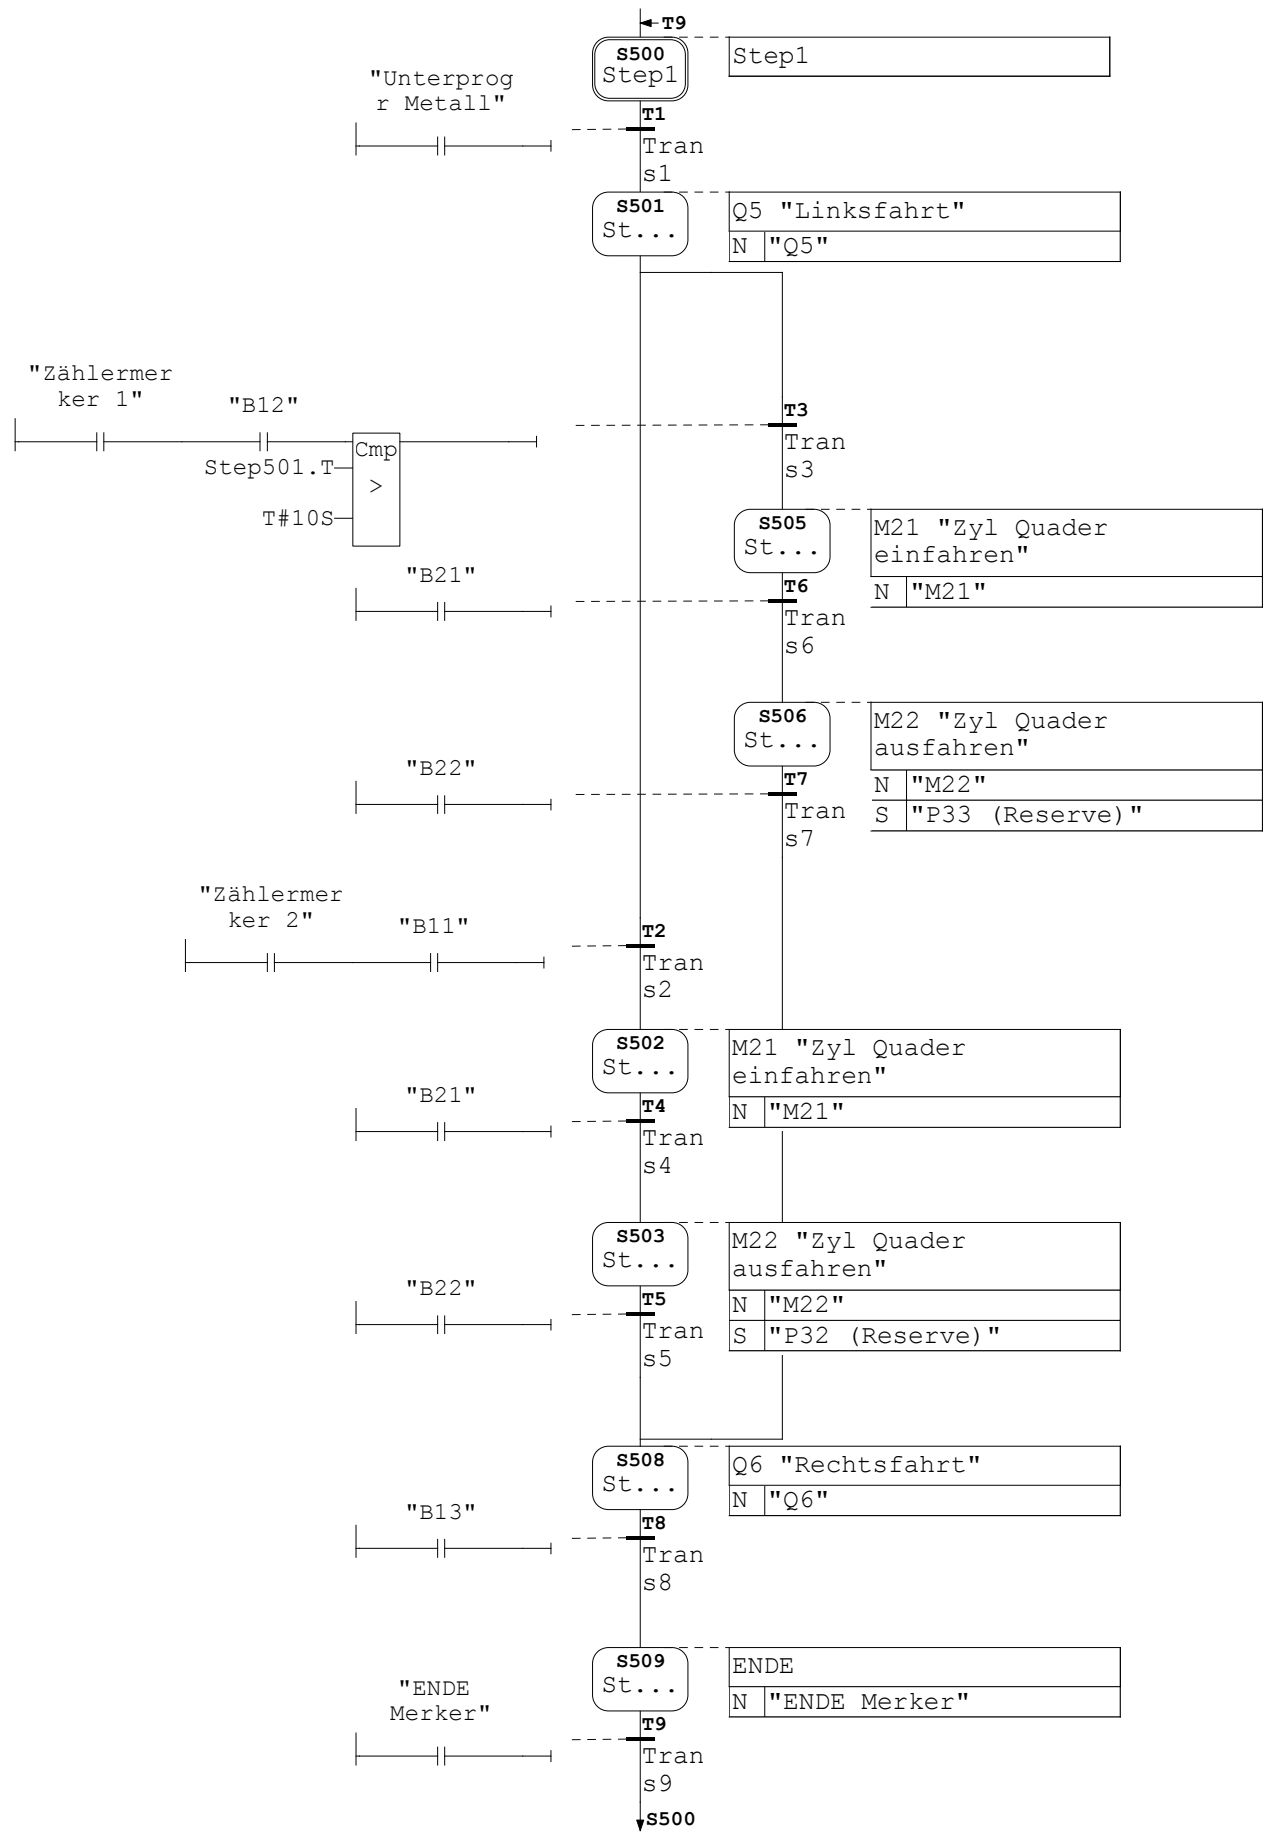 T9
S500
Step1
Step1
"Unterprog
r Metall"
T1
Tran
s1
S501
St...
Q5 "Linksfahrt"
N "Q5"
"Zählermer
ker 1"
"B12"
Cmp
>
Step501.T
T#10S
T3
Tran
s3
S505
St...
M21 "Zyl Quader
einfahren"
N "M21"
"B21"
T6
Tran
s6
S506
St...
M22 "Zyl Quader
ausfahren"
N "M22"
S "P33 (Reserve)"
"B22"
T7
Tran
s7
"Zählermer
ker 2"
"B11"
T2
Tran
s2
S502
St...
M21 "Zyl Quader
einfahren"
N "M21"
"B21"
T4
Tran
s4
S503
St...
M22 "Zyl Quader
ausfahren"
N "M22"
S "P32 (Reserve)"
"B22"
T5
Tran
s5
S508
St...
Q6 "Rechtsfahrt"
N "Q6"
"B13"
T8
Tran
s8
S509
St...
ENDE
N "ENDE Merker"
"ENDE
Merker"
T9
Tran
s9
S500